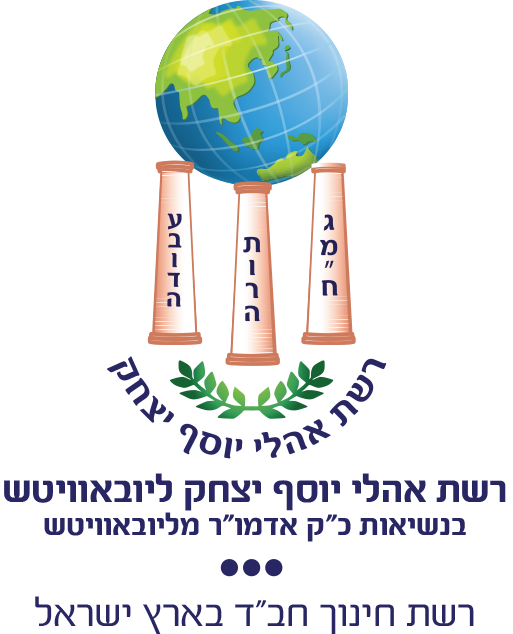 עבודה
תורה
גמ״ח
רשת אהלי יוסף יצחק
רשת אהלי יוסף יצחק ליובאוויטש
בנשיאות כ״ק אדמו״ר מליובאוויטש
•••
רשת חינוך חב״ד בארץ ישראל